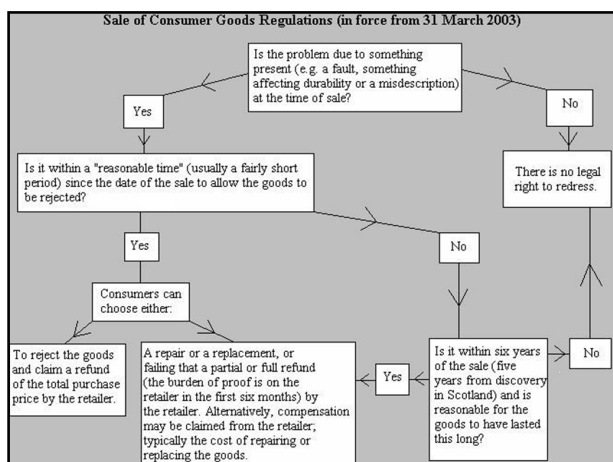 Sale of Consumer Goods Regulations (in force from 31 March 2003)
Is the problem due to something
present (e.g. a fault, something
affecting durability or a misdescription)
at the time of sale?
Yes
No
Is it within a "reasonable time" (usually a fairly short
period) since the date of the sale to allow the goods to
be rejected?
There is no legal
right to redress.
Yes
No
Consumers can
choose either:
To reject the goods
and claim a refund
of the total purchase
price by the retailer.
A repair or a replacement, or
failing that a partial or full refund
(the burden of proof is on the
retailer in the first six months) by
the retailer. Alternatively, compensation
may be claimed from the retailer;
typically the cost of repairing or
replacing the goods.
Yes
Is it within six years
of the sale (five
years from discovery
in Scotland) and is
reasonable for the
goods to have lasted
this long?
No